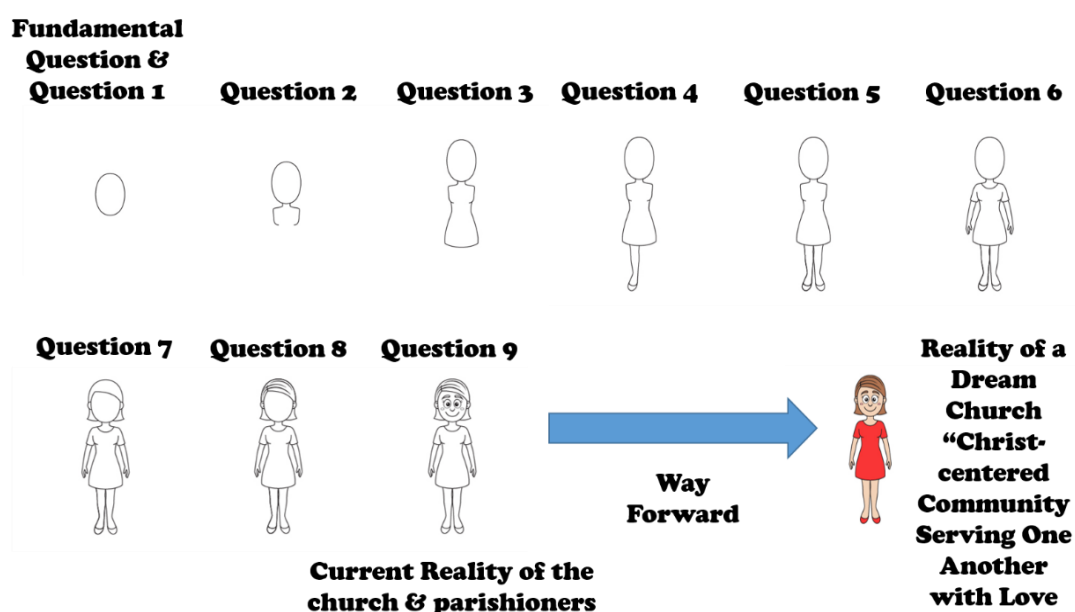 Fundamental
Question &
Question 1
Question 2
Question 3
Question 4
Question 5
Question 6
Question 7
Question 8
Question 9
Current Reality of the
church & parishioners
Way
Forward
Reality of a
Dream
Church
“Christ-
centered
Community
Serving One
Another
with Love